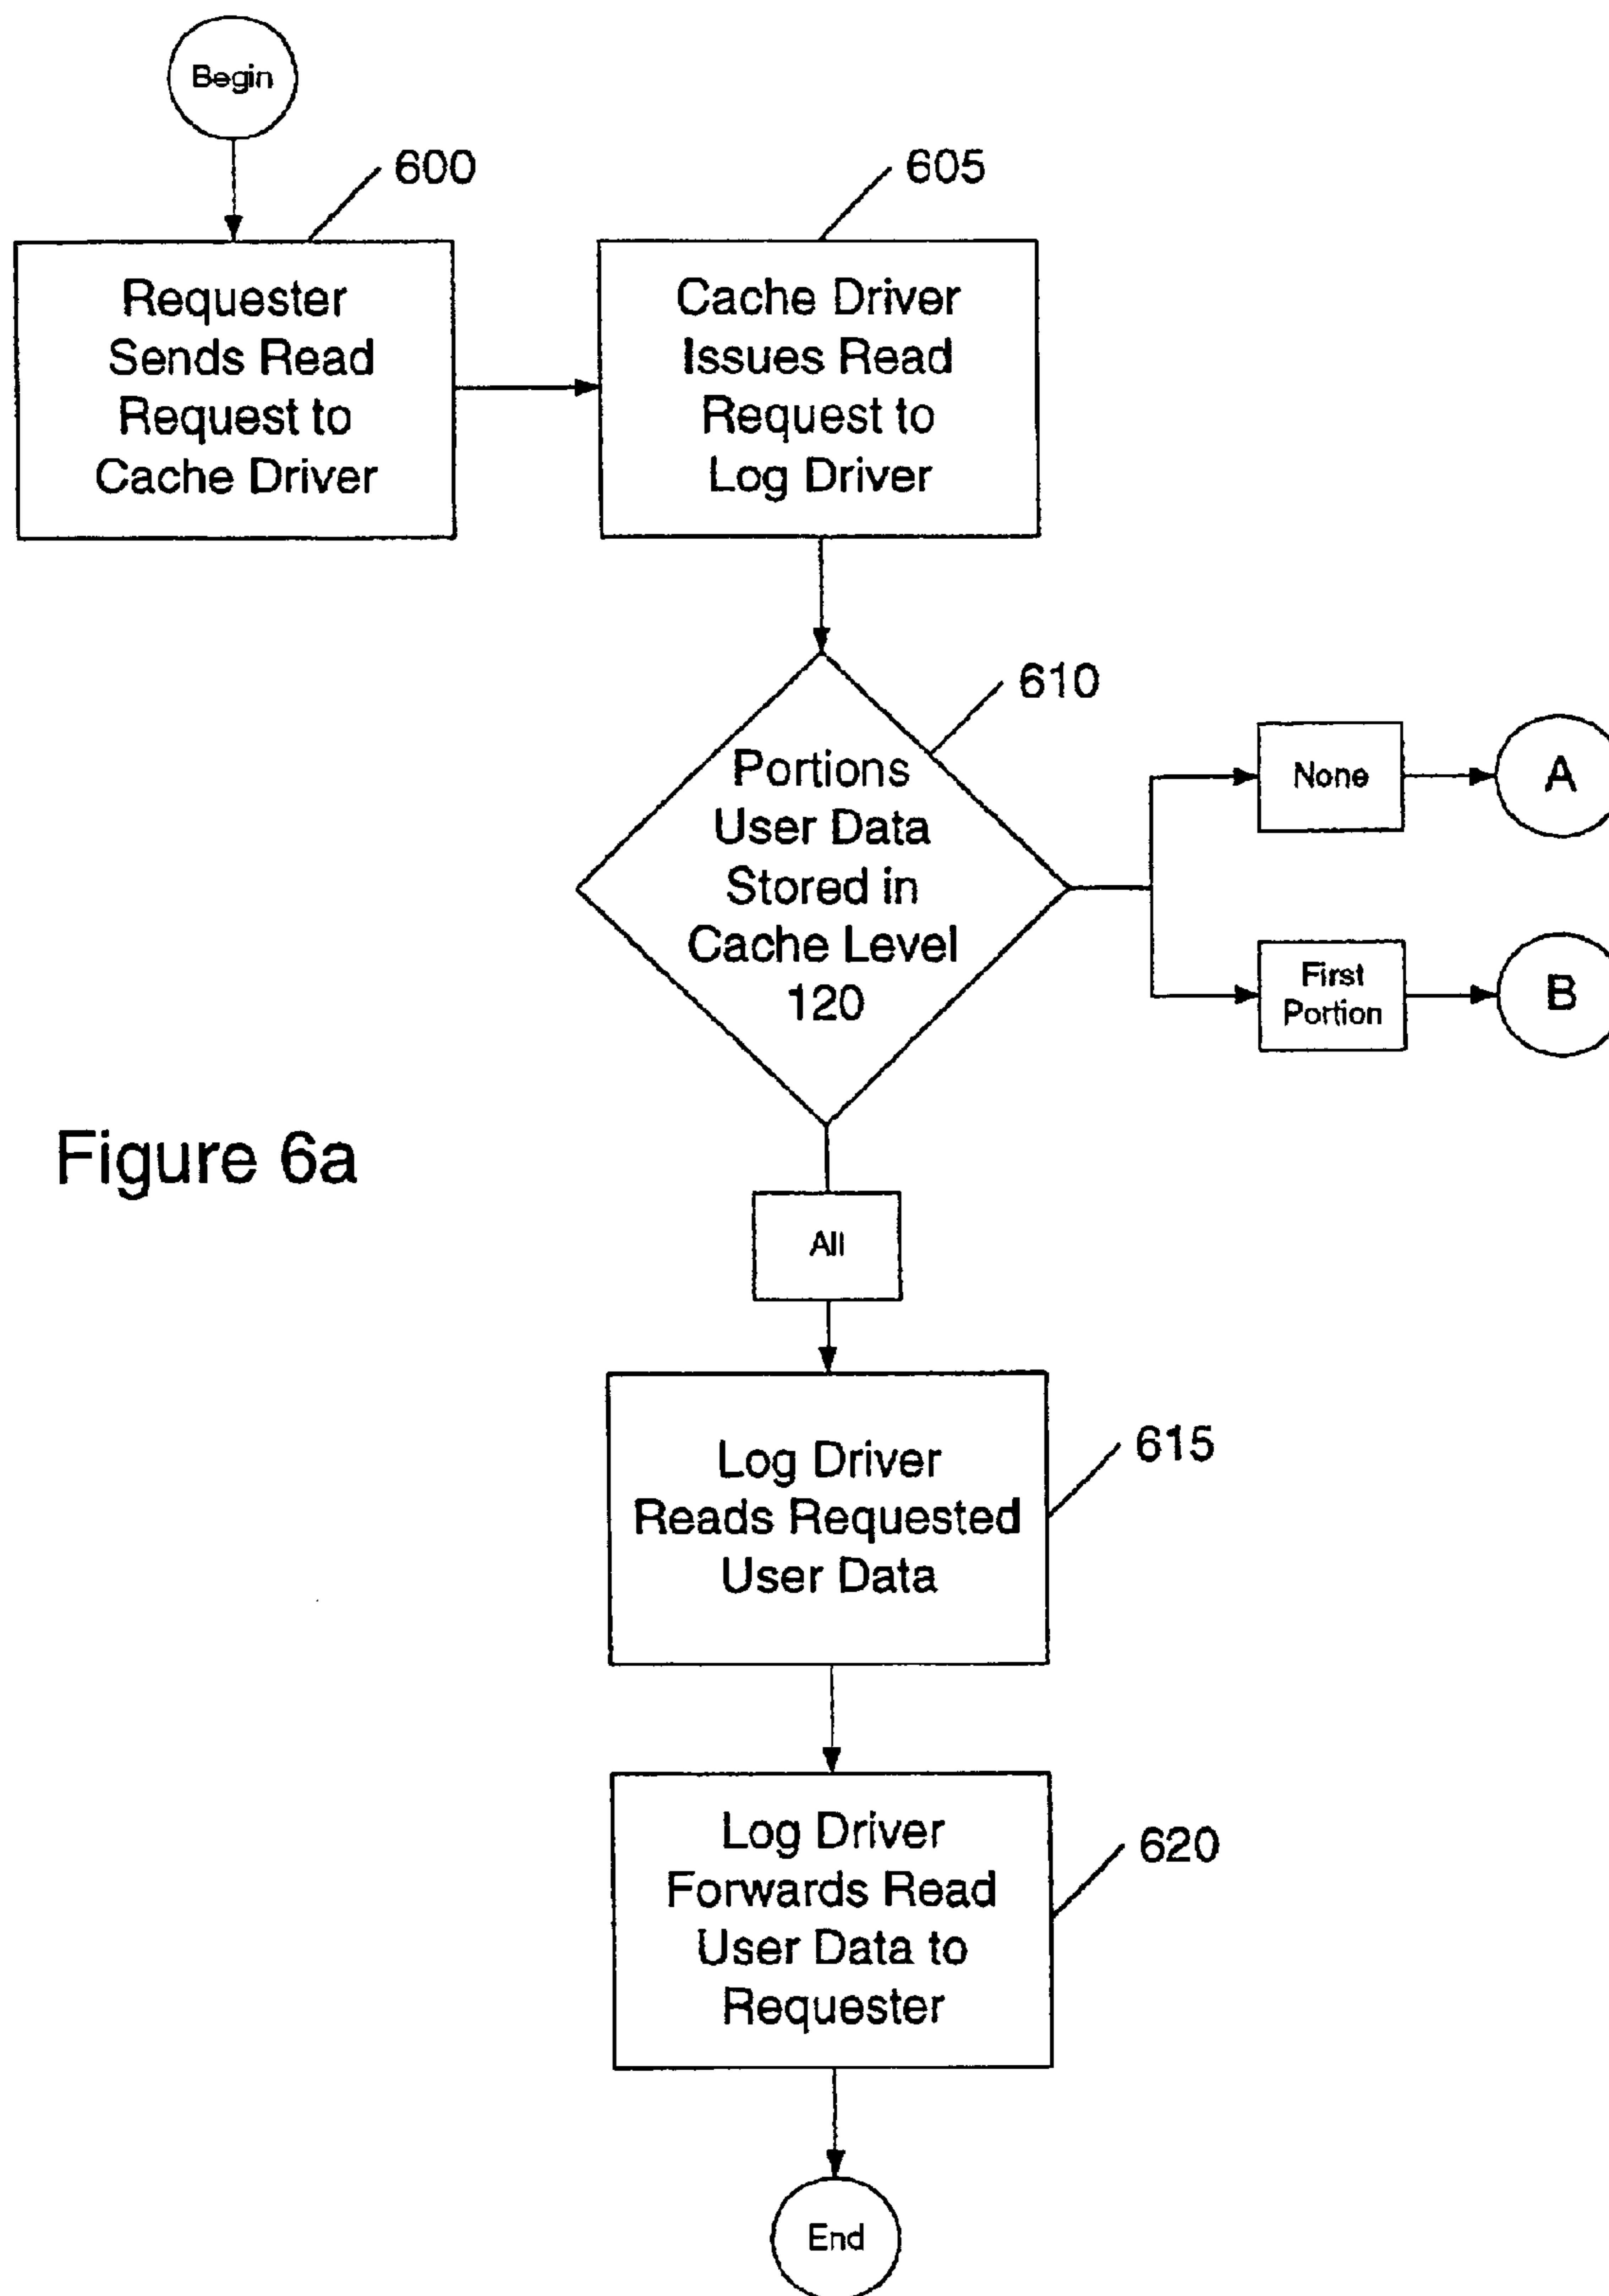 Begin
600
605
Requester
Sends Read
Request to
Cache Driver
Cache Driver
Issues Read
Request to
Log Driver
610
Portions
User Data
Stored in
Cache Level
120
None
A
First
Portion
B
Figure 6a
All
615
Log Driver
Reads Requested
User Data
620
Log Driver
Forwards Read
User Data to
Requester
End